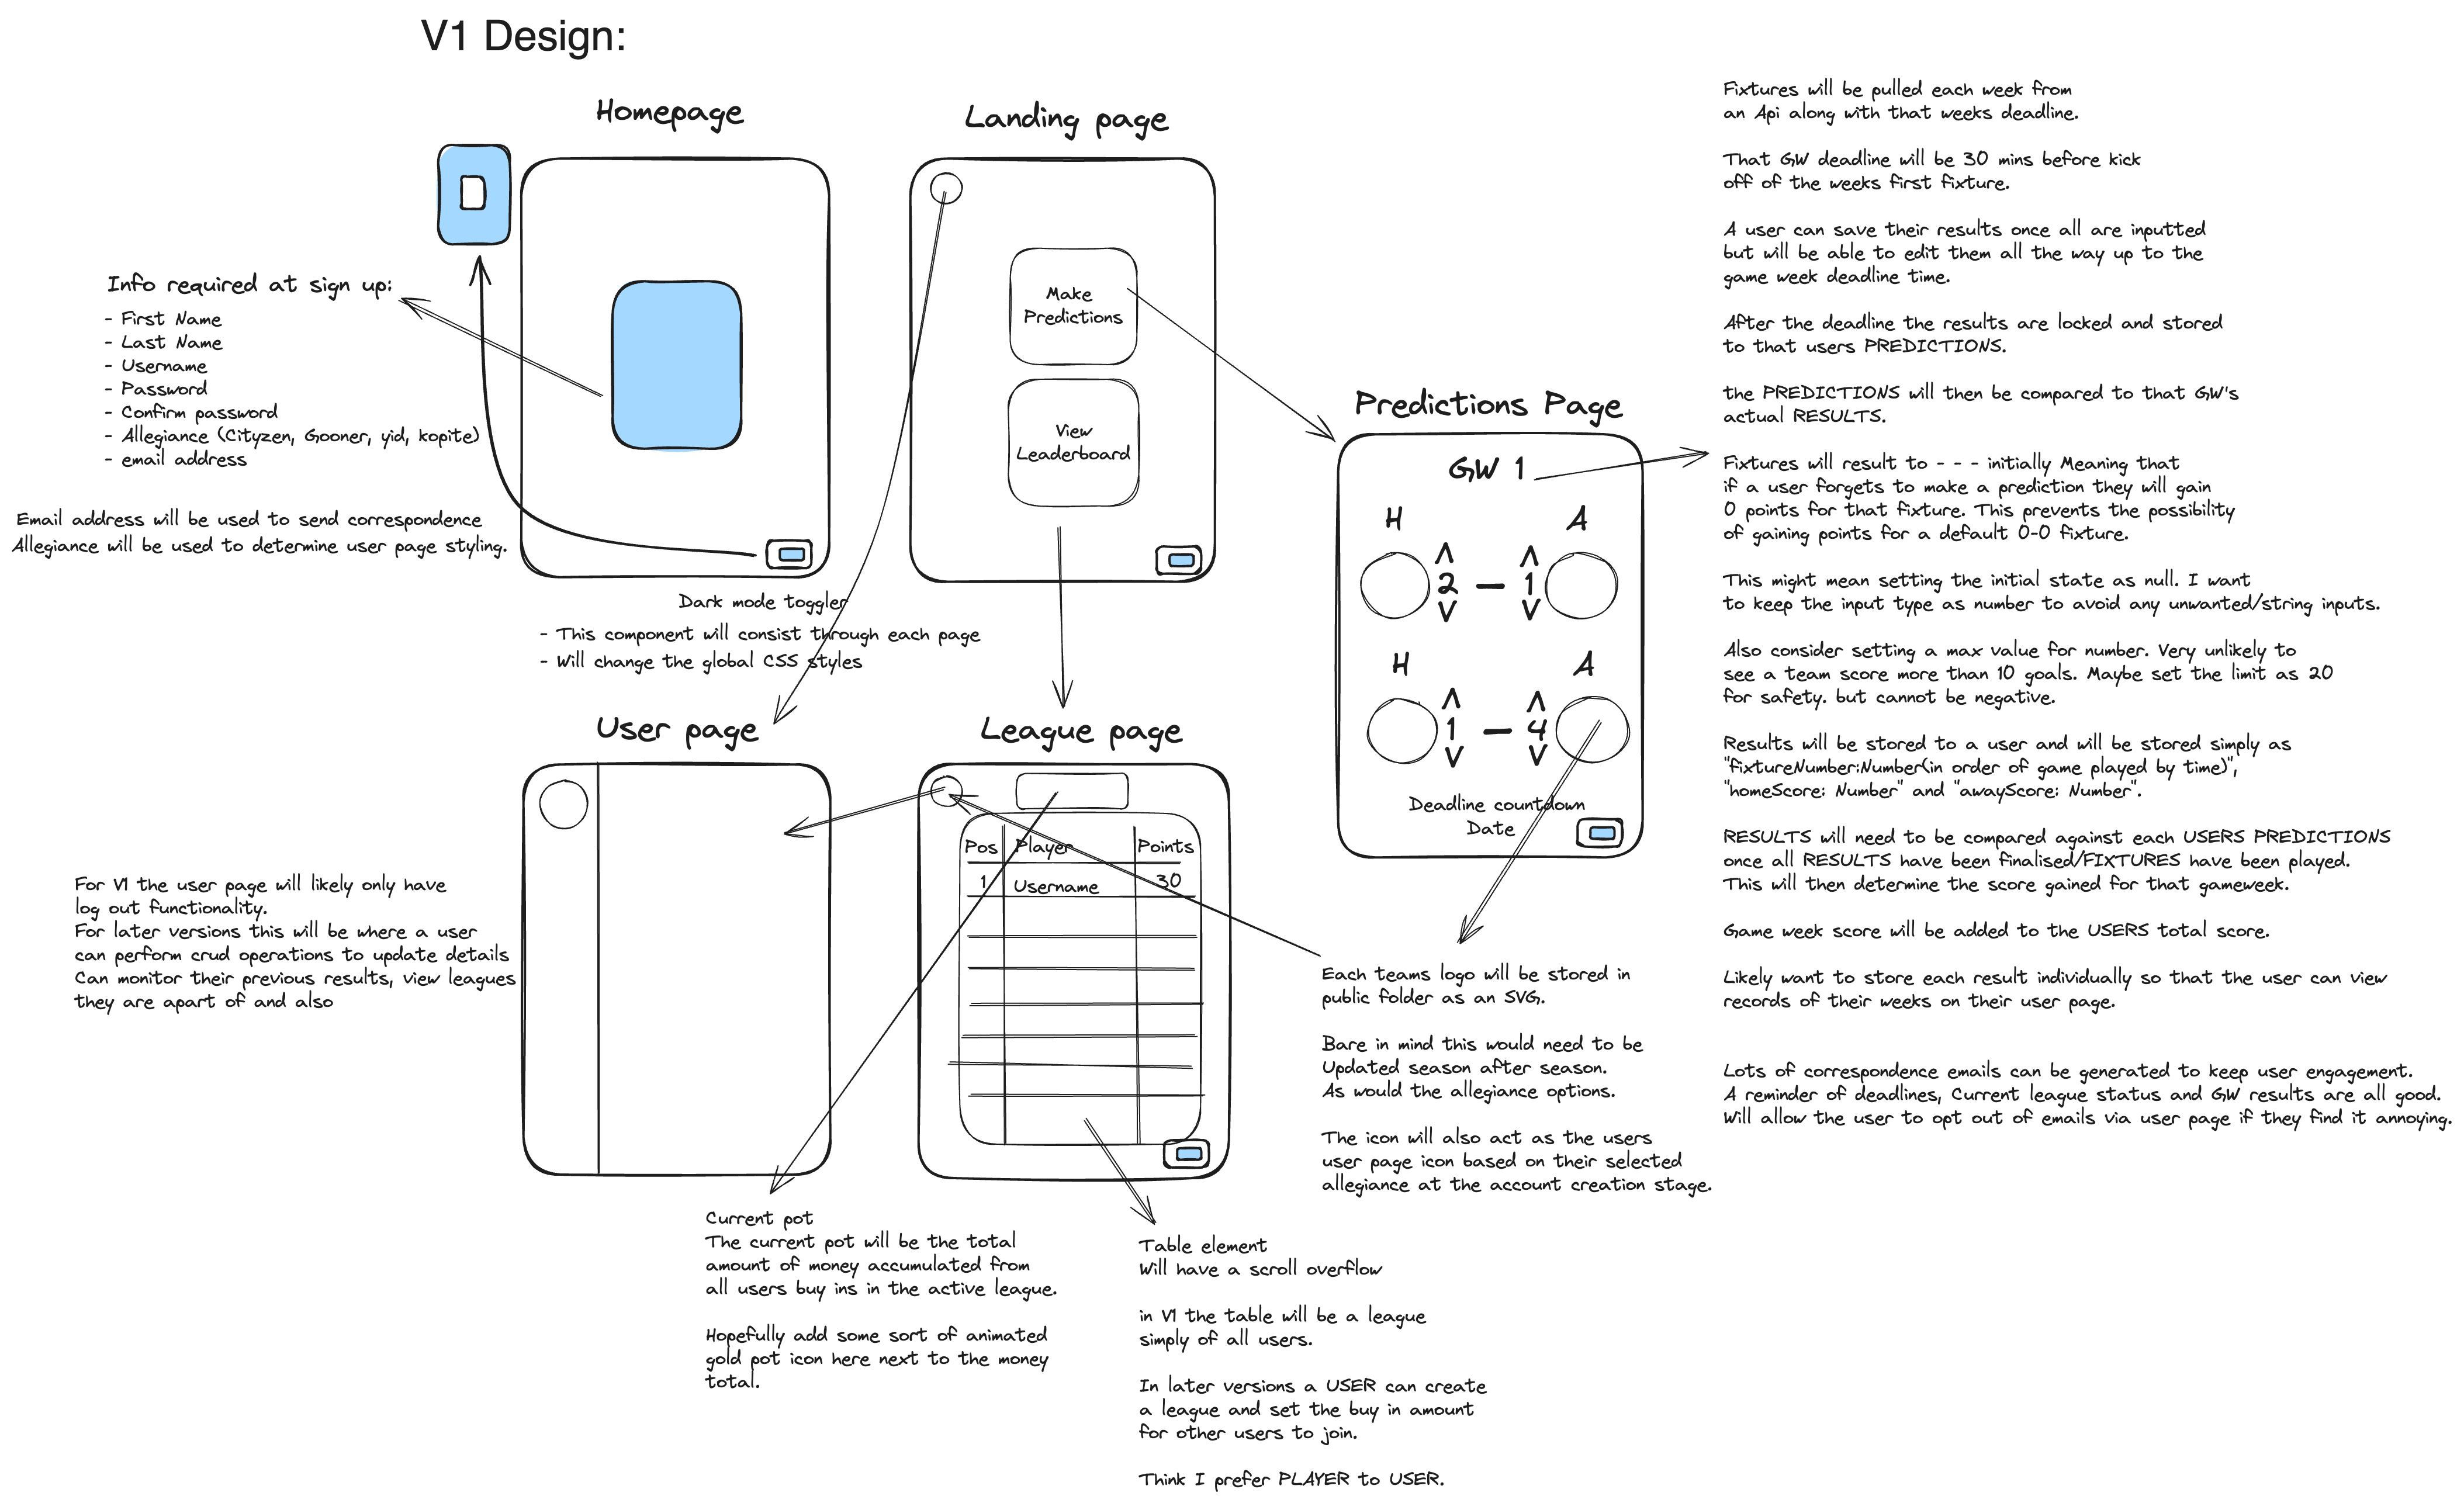 V1 Design:
Homepage
Landing page
Info required at sign up:
- First Name
- Last Name
- Username
- Password
- Confirm password
- Allegiance (Cityzen, Gooner, yid, kopite)
- email address
Email address will be used to send correspondence
Allegiance will be used to determine user page styling.
Make
Predictions
View
Leaderboard
Dark mode toggler
- This component will consist through each page
- Will change the global CSS styles
Predictions Page
GW 1
H
A
^
^
2 - 1
V
V
H
A
^
^
1 - 4
V
V
Deadline countdown
Date
User page
League page
Pos
Player
Points
1
Username
30
For V1 the user page will likely only have
log out functionality.
For later versions this will be where a user
can perform crud operations to update details
Can monitor their previous results, view leagues
they are apart of and also
Current pot
The current pot will be the total
amount of money accumulated from
all users buy ins in the active league.
Hopefully add some sort of animated
gold pot icon here next to the money
total.
Table element
Will have a scroll overflow
in V1 the table will be a league
simply of all users.
In later versions a USER can create
a league and set the buy in amount
for other users to join.
Think I prefer PLAYER to USER.
Each teams logo will be stored in
public folder as an SVG.
Bare in mind this would need to be
Updated season after season.
As would the allegiance options.
The icon will also act as the users
user page icon based on their selected
allegiance at the account creation stage.
Fixtures will be pulled each week from
an Api along with that weeks deadline.
That GW deadline will be 30 mins before kick
off of the weeks first fixture.
A user can save their results once all are inputted
but will be able to edit them all the way up to the
game week deadline time.
After the deadline the results are locked and stored
to that users PREDICTIONS.
the PREDICTIONS will then be compared to that GW's
actual RESULTS.
Fixtures will result to - - - initially Meaning that
if a user forgets to make a prediction they will gain
0 points for that fixture. This prevents the possibility
of gaining points for a default 0-0 fixture.
This might mean setting the initial state as null. I want
to keep the input type as number to avoid any unwanted/string inputs.
Also consider setting a max value for number. Very unlikely to
see a team score more than 10 goals. Maybe set the limit as 20
for safety. but cannot be negative.
Results will be stored to a user and will be stored simply as
"fixtureNumber:Number(in order of game played by time)",
"homeScore: Number" and "awayScore: Number".
RESULTS will need to be compared against each USERS PREDICTIONS
once all RESULTS have been finalised/FIXTURES have been played.
This will then determine the score gained for that gameweek.
Game week score will be added to the USERS total score.
Likely want to store each result individually so that the user can view
records of their weeks on their user page.
Lots of correspondence emails can be generated to keep user engagement.
A reminder of deadlines, Current league status and GW results are all good.
Will allow the user to opt out of emails via user page if they find it annoying.